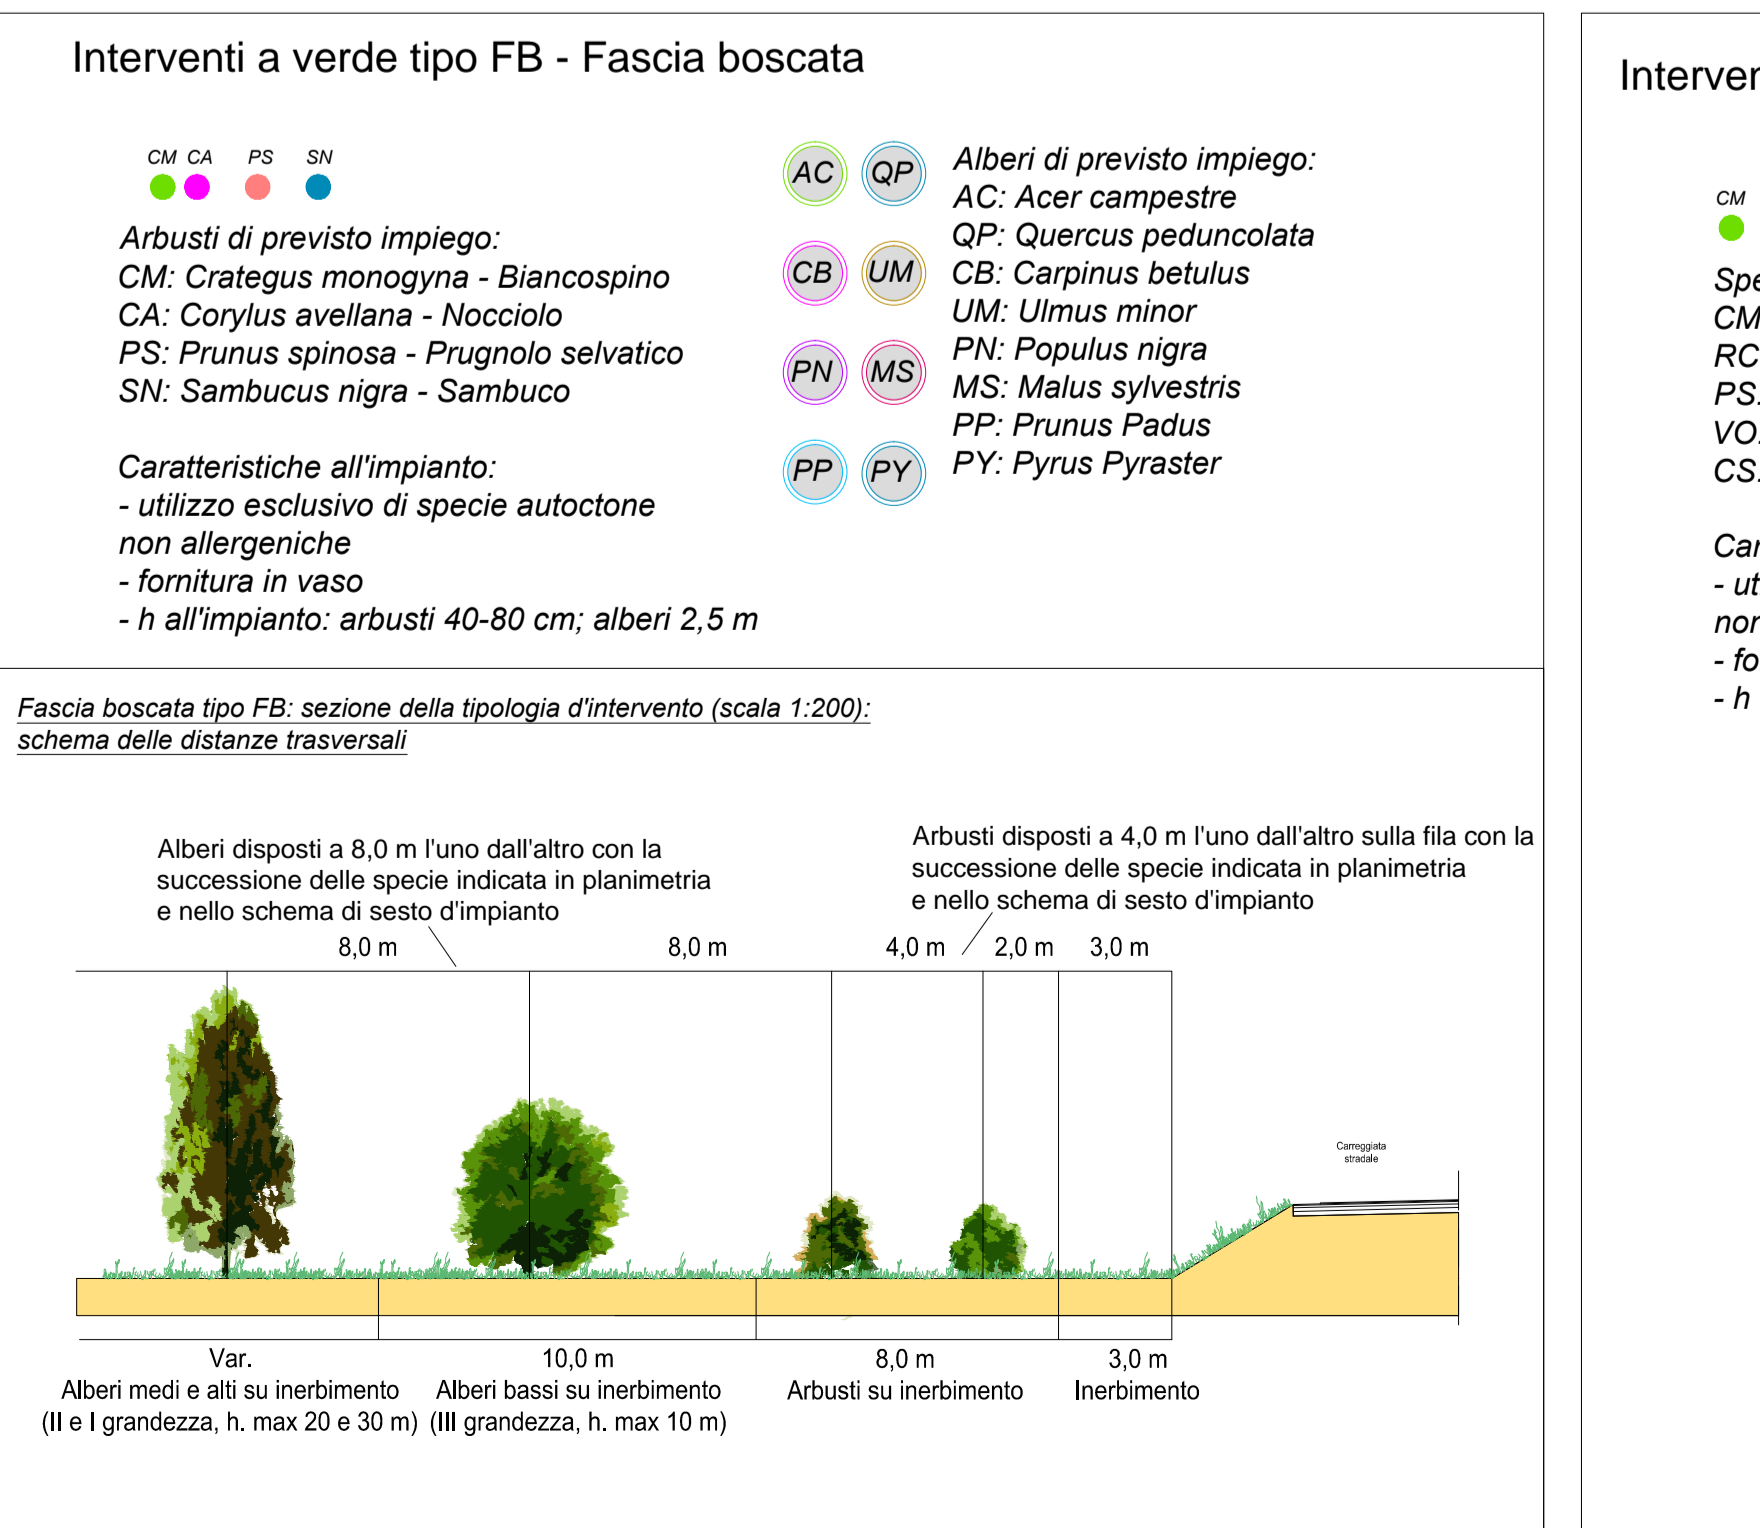 Interventi a verde tipo FB - Fascia boscata
CM CA PS SN
Arbusti di previsto impiego:
CM: Crategus monogyna - Biancospino
CA: Corylus avellana - Nocciolo
PS: Prunus spinosa - Prugnolo selvatico
SN: Sambucus nigra - Sambuco
Caratteristiche all'impianto:
- utilizzo esclusivo di specie autoctone
non allergeniche
- fornitura in vaso
- h all'impianto: arbusti 40-80 cm; alberi 2,5 m
AC QP
CB UM
PN MS
PP PY
Alberi di previsto impiego:
AC: Acer campestre
QP: Quercus peduncolata
CB: Carpinus betulus
UM: Ulmus minor
PN: Populus nigra
MS: Malus sylvestris
PP: Prunus Padus
PY: Pyrus Pyraster
Fascia boscata tipo FB: sezione della tipologia d'intervento (scala 1:200):
schema delle distanze trasversali
Alberi disposti a 8,0 m l'uno dall'altro con la
successione delle specie indicata in planimetria
e nello schema di sesto d'impianto
Arbusti disposti a 4,0 m l'uno dall'altro sulla fila con la
successione delle specie indicata in planimetria
e nello schema di sesto d'impianto
8,0 m 8,0 m 4,0 m 2,0 m 3,0 m
Carreggiata
stradale
Var.
Alberi medi e alti su inerbimento
(II e I grandezza, h. max 20 e 30 m)
10,0 m
Alberi bassi su inerbimento
(III grandezza, h. max 10 m)
8,0 m
Arbusti su inerbimento
3,0 m
Inerbimento
CM
CM
RC
PS:
VO:
CS:
- h